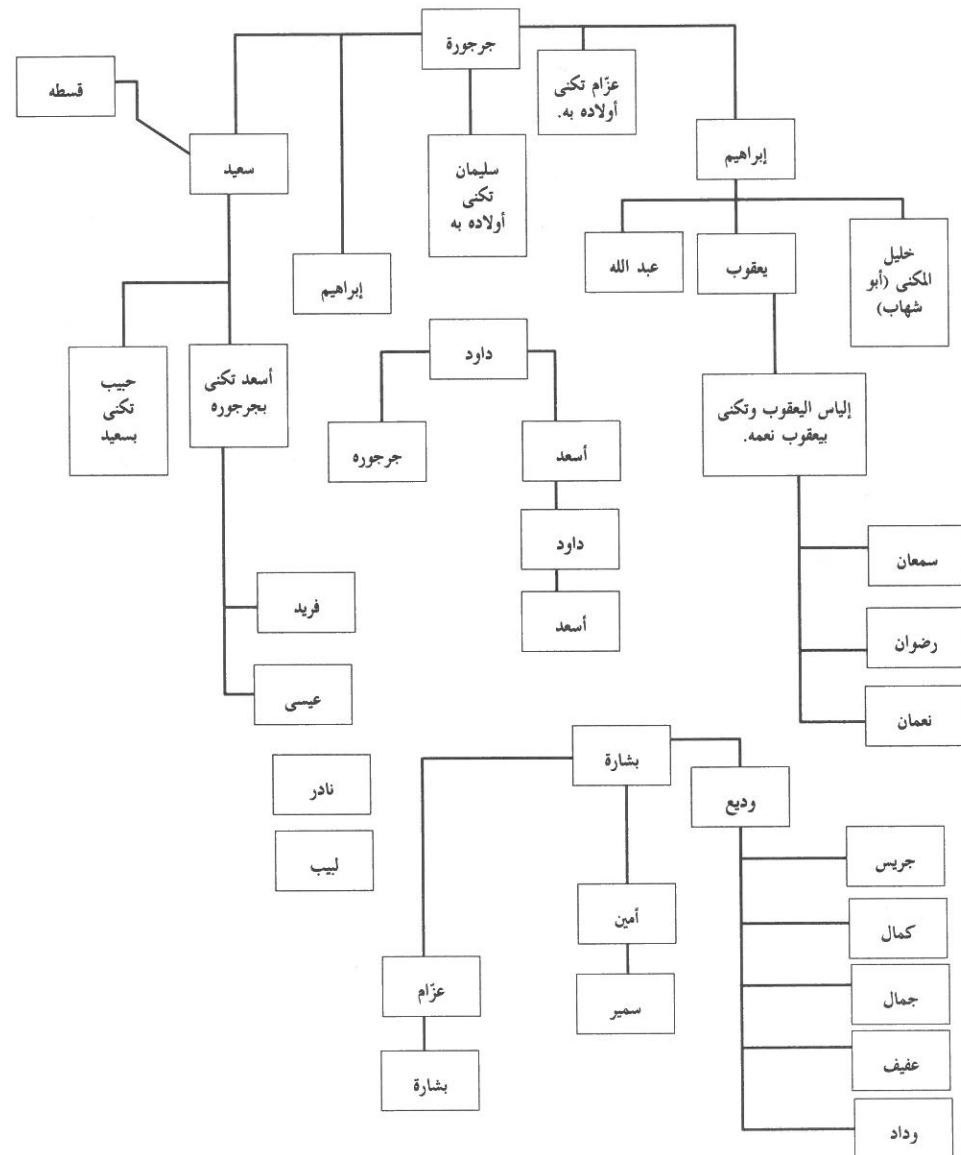 جرجورة
عزّام تكنى
أولاده به.
قسطه
سعيد
سليمان
تكنى
أولاده به
إبراهيم
إبراهيم
عبد الله
يعقوب
خليل
المكنى (أبو
شهاب)
حبيب
تكنى
بسعيد
أسعد تكنى
بجرجوره
داود
جرجوره
أسعد
داود
أسعد
إلياس اليعقوب وتكنى
بيعقوب نعمه.
سمعان
رضوان
نعمان
فريد
عيسى
نادر
لبيب
بشارة
وديع
جريس
كمال
جمال
عفيف
وداد
أمين
سمير
عزّام
بشارة